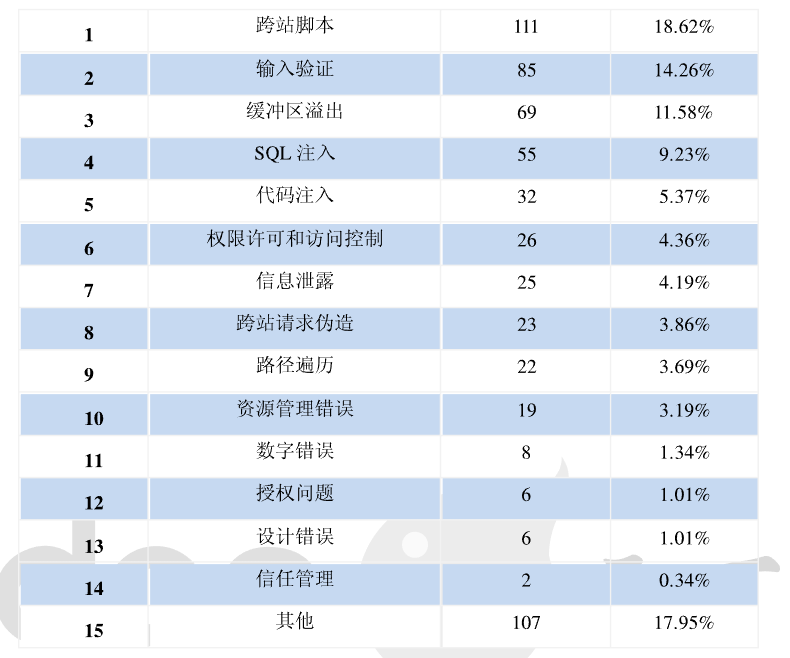 1 跨站脚本 111 18.62%
2 输入验证 85 14.26%
3 缓冲区溢出 69 11.58%
4 SQL 注入 55 9.23%
5 代码注入 32 5.37%
6 权限许可和访问控制 26 4.36%
7 信息泄露 25 4.19%
8 跨站请求伪造 23 3.86%
9 路径遍历 22 3.69%
10 资源管理错误 19 3.19%
11 数字错误 8 1.34%
12 授权问题 6 1.01%
13 设计错误 6 1.01%
14 信任管理 2 0.34%
15 其他 107 17.95%